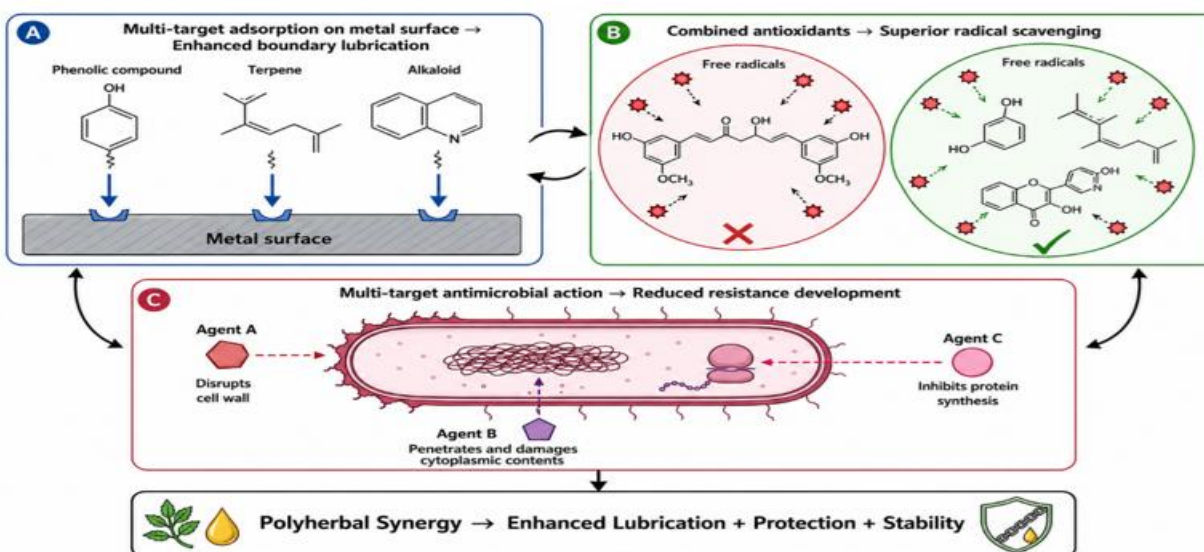 A
Multi-target adsorption on metal surface →
Enhanced boundary lubrication
Phenolic compound
Terpene
Alkaloid
OH
N
Metal surface
B
Combined antioxidants → Superior radical scavenging
Free radicals
O
OH
HO
OH
OCH₃
OCH₃
Free radicals
OH
HO
OH
O
N
OH
O
C
Multi-target antimicrobial action → Reduced resistance development
Agent A
Disrupts
cell wall
Agent B
Penetrates and damages
cytoplasmic contents
Agent C
Inhibits protein
synthesis
Polyherbal Synergy → Enhanced Lubrication + Protection + Stability